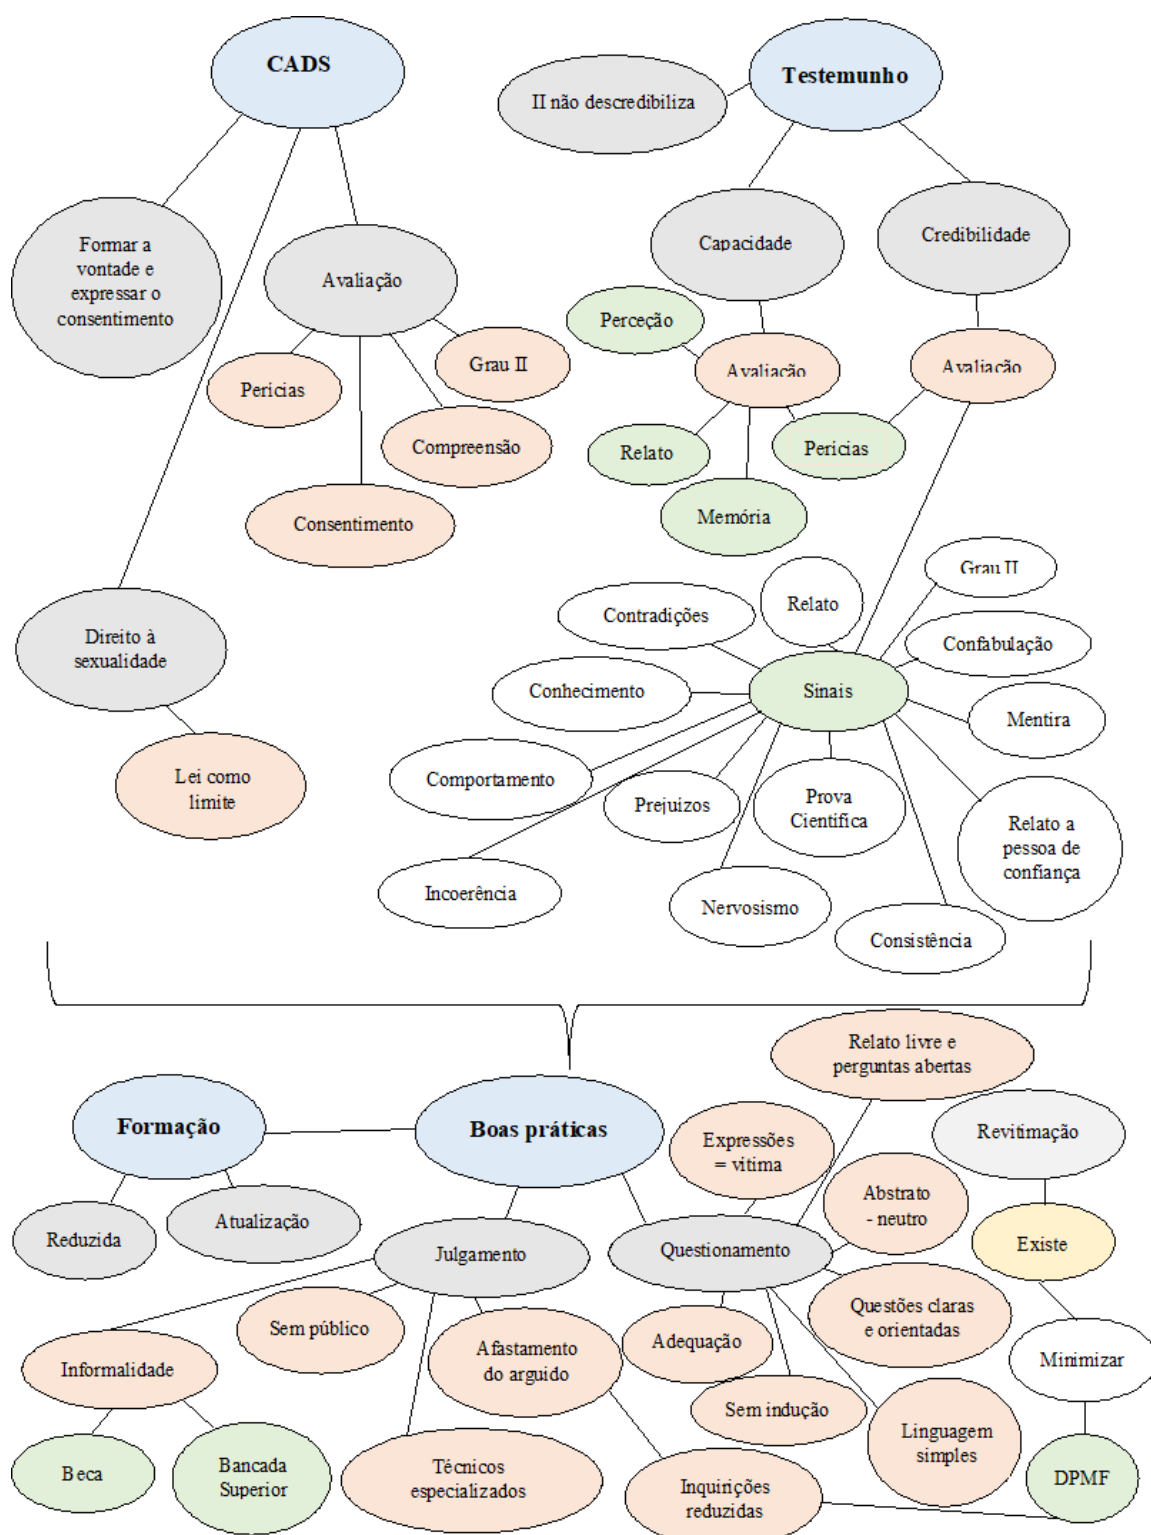 CADS
Testemunho
II não descredibiliza
Formar a
vontade e
expressar o
consentimento
Avaliação
Capacidade
Credibilidade
Perceção
Grau II
Avaliação
Avaliação
Perícias
Compreensão
Relato
Perícias
Consentimento
Memória
Grau II
Relato
Contradições
Confabulação
Direito à
sexualidade
Conhecimento
Sinais
Mentira
Lei como
limite
Comportamento
Prejuizos
Prova
Científica
Relato a
pessoa de
confiança
Incoerência
Nervosismo
Consistência
Relato livre e
perguntas abertas
Formação
Boas práticas
Expressões
= vítima
Revitimação
Abstrato
- neutro
Reduzida
Atualização
Julgamento
Questionamento
Existe
Sem público
Afastamento
do arguido
Adequação
Questões claras
e orientadas
Informalidade
Minimizar
Sem indução
Linguagem
simples
Beca
Bancada
Superior
Técnicos
especializados
Inquirições
reduzidas
DPMF